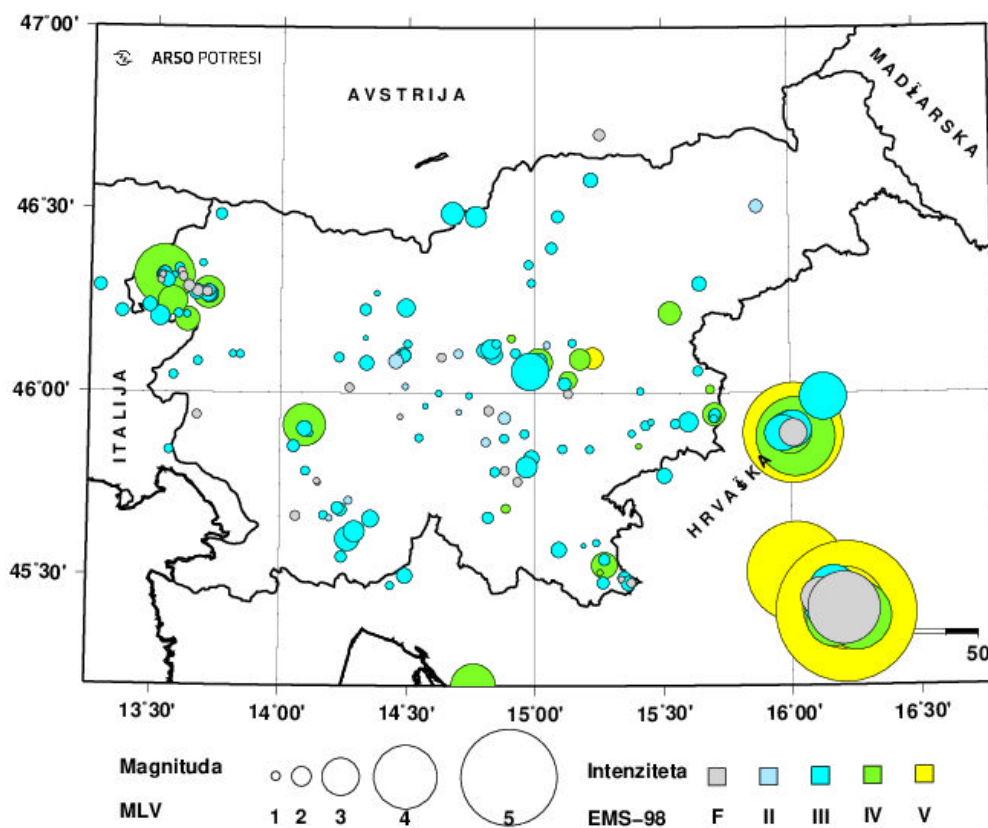 47°00'
ARSO POTRESI
AVSTRIJA
MADŽARSKA
46°30'
46°00'
ITALIJA
HRVAŠKA
45°30'
50
13°30' 14°00' 14°30' 15°00' 15°30' 16°00' 16°30'
Magnituda
Intenziteta
MLV 1 2 3 4 5
EMS-98 F II III IV V